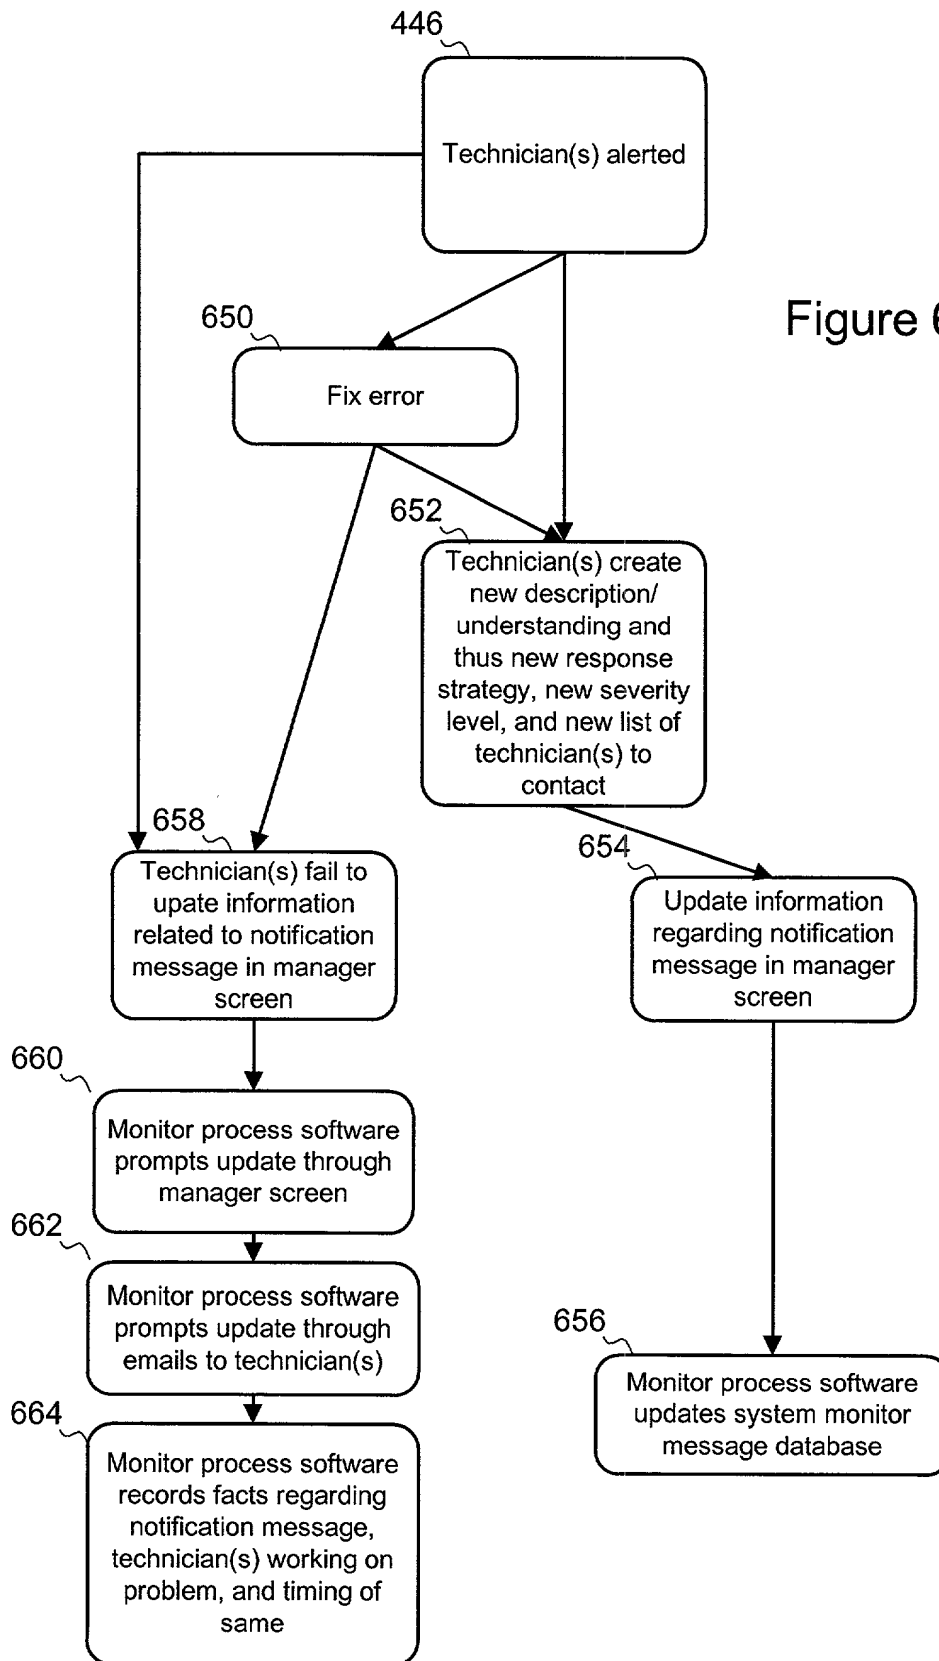 446
Technician(s) alerted
Figure 6
650
Fix error
652
Technician(s) create
new description/
understanding and
thus new response
strategy, new severity
level, and new list of
technician(s) to
contact
658
Technician(s) fail to
upate information
related to notification
message in manager
screen
654
Update information
regarding notification
message in manager
screen
660
Monitor process software
prompts update through
manager screen
662
Monitor process software
prompts update through
emails to technician(s)
656
Monitor process software
updates system monitor
message database
664
Monitor process software
records facts regarding
notification message,
technician(s) working on
problem, and timing of
same